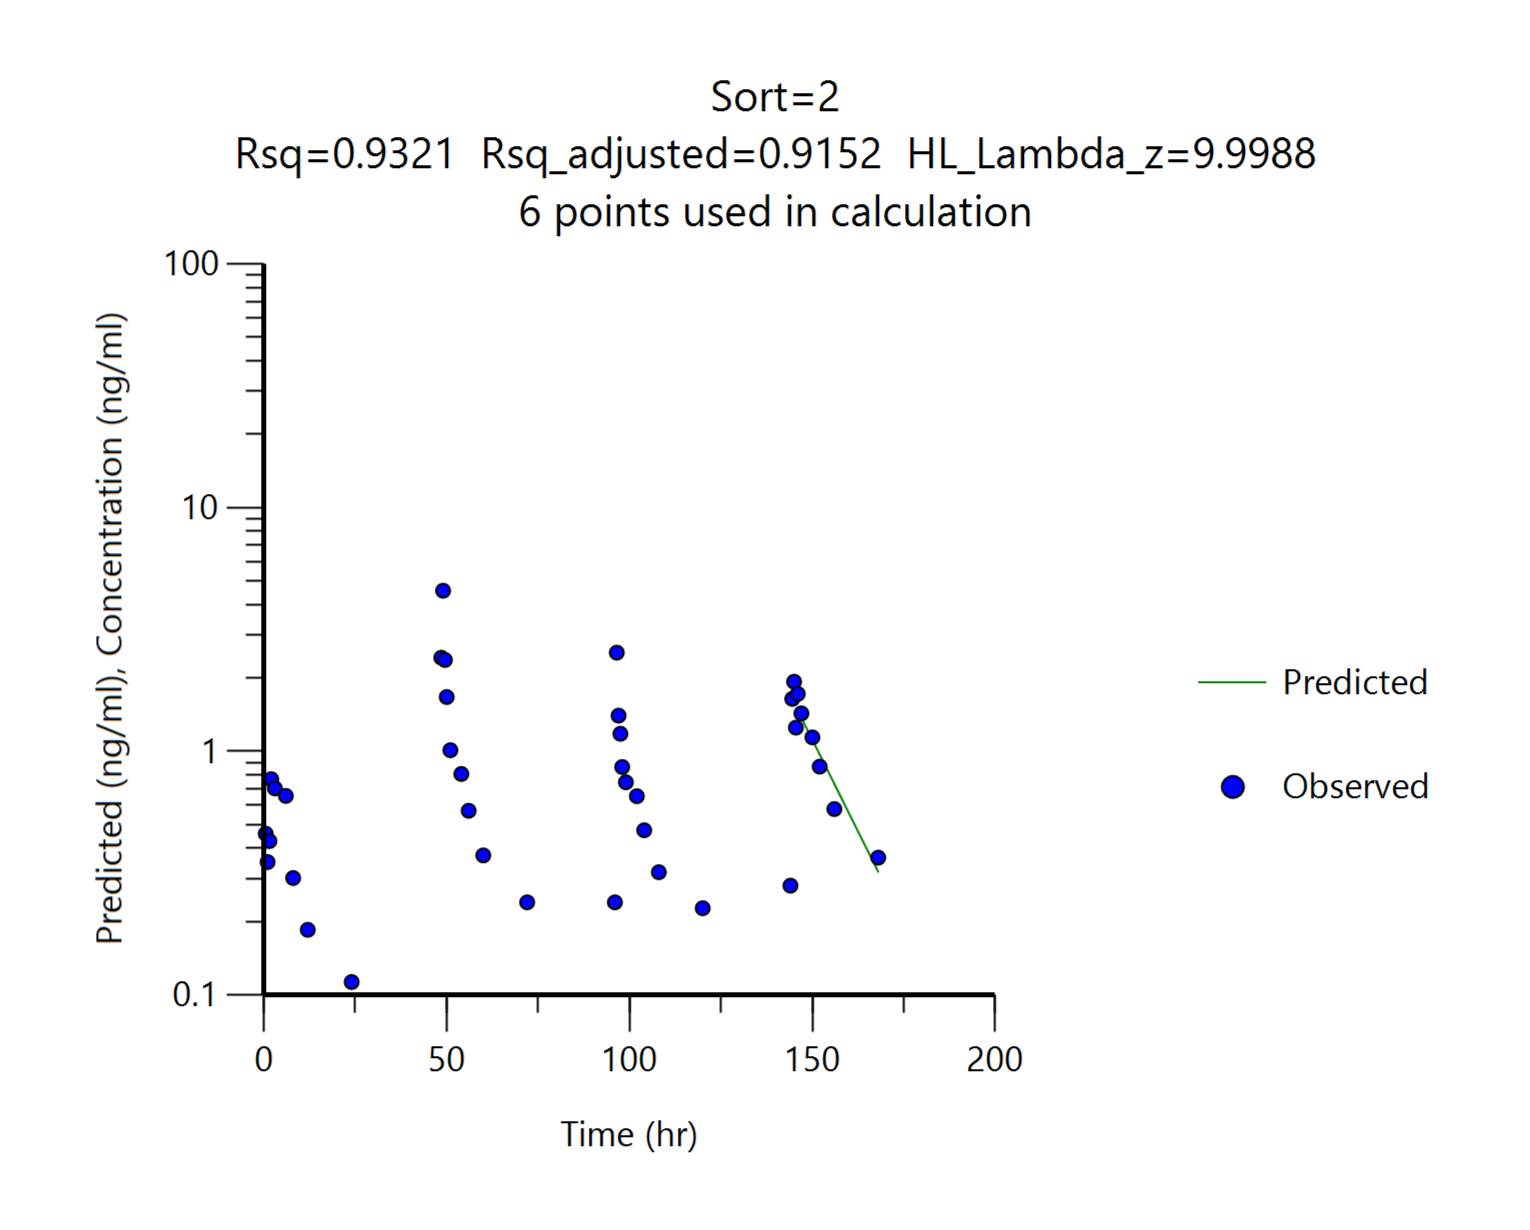 Sort=2
Rsq=0.9321 Rsq_adjusted=0.9152 HL_Lambda_z=9.9988
6 points used in calculation
Predicted (ng/ml), Concentration (ng/ml)
100
10
1
0.1
0 50 100 150 200
Time (hr)
Predicted
Observed